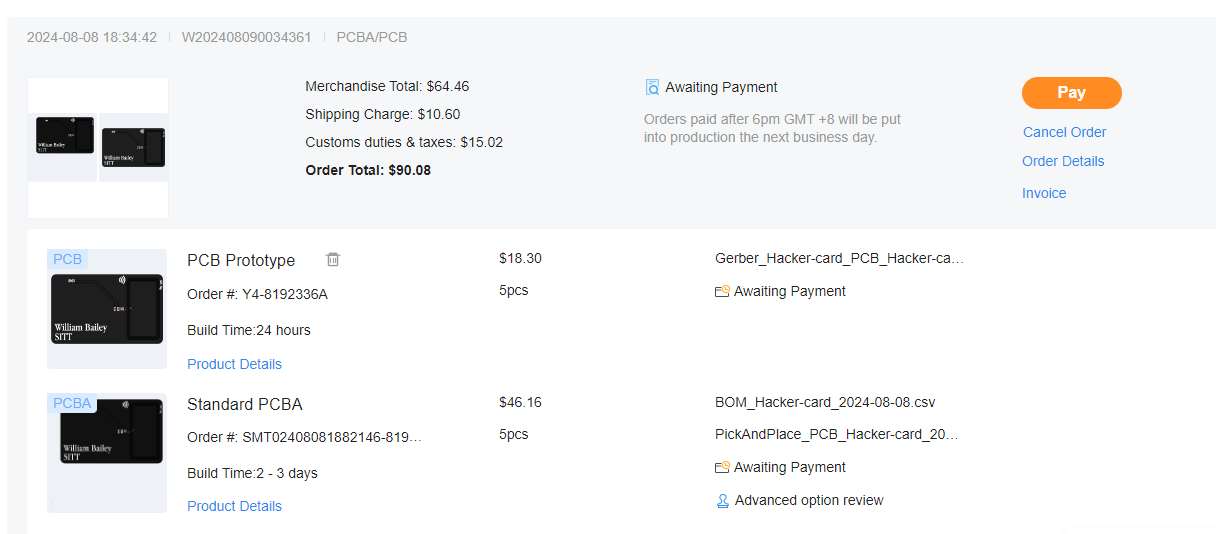 2024-08-08 18:34:42 | W202408090034361 | PCBA/PCB
William Bailey
SITT
William Bailey
SITT
Merchandise Total: $64.46
Shipping Charge: $10.60
Customs duties & taxes: $15.02
Order Total: $90.08
Awaiting Payment
Orders paid after 6pm GMT +8 will be put
into production the next business day.
Pay
Cancel Order
Order Details
Invoice
PCB
William Bailey
SITT
PCB Prototype
Order #: Y4-8192336A
Build Time:24 hours
Product Details
$18.30
5pcs
Gerber_Hacker-card_PCB_Hacker-ca...
Awaiting Payment
PCBA
William Bailey
SITT
Standard PCBA
Order #: SMT02408081882146-819...
Build Time:2 - 3 days
Product Details
$46.16
5pcs
BOM_Hacker-card_2024-08-08.csv
PickAndPlace_PCB_Hacker-card_20...
Awaiting Payment
Advanced option review